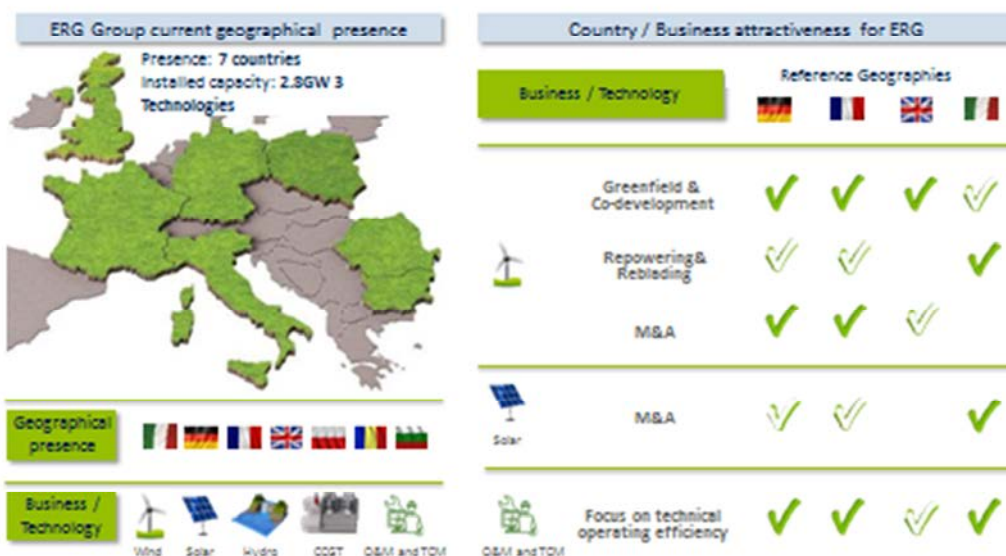 ERG Group current geographical presence
Presence: 7 countries
Installed capacity: 2.8GW 3
Technologies
Geographical
presence
Business /
Technology
Wind Solar Hydro CCGT O&M and TCM
Country / Business attractiveness for ERG
Business / Technology
Reference Geographies
Greenfield &
Co-development
Repowering&
Reblading
M&A
Solar
M&A
O&M and TCM
Focus on technical
operating efficiency